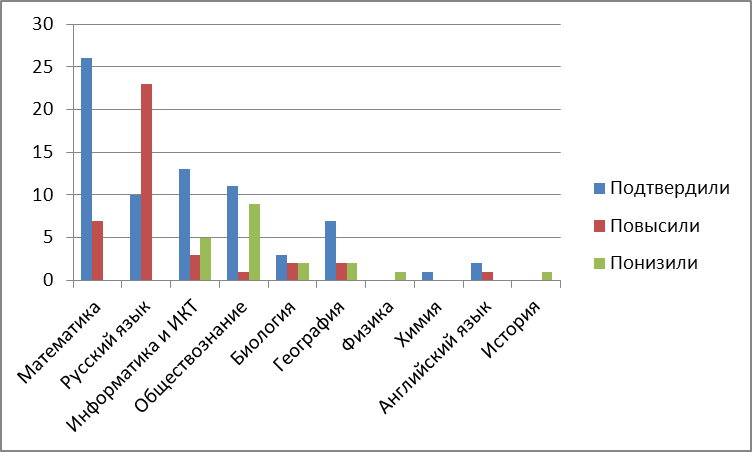 30
25
20
15
10
5
0
Математика
Русский язык
Информатика и ИКТ
Обществознание
Биология
География
Физика
Химия
Английский язык
История
Подтвердили
Повысили
Понизили